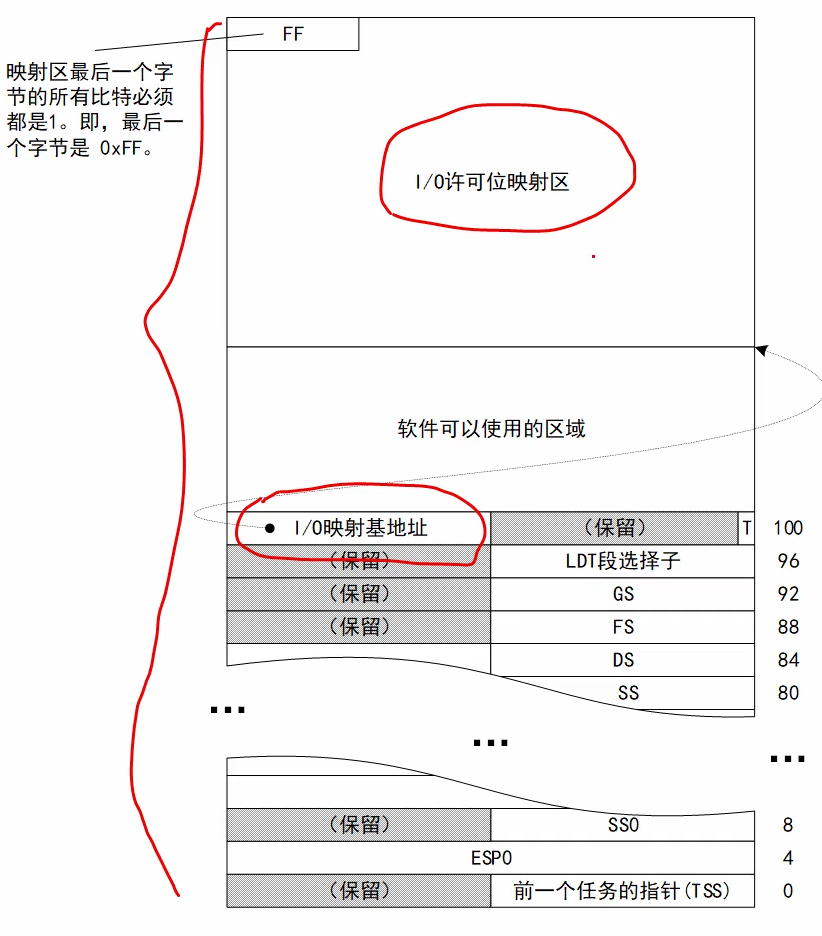 FF
映射区最后一个字
节的所有比特必须
都是1。即，最后一
个字节是 0xFF。
I/O许可位映射区
软件可以使用的区域
I/O映射基地址 （保留） T 100
（保留） LDT段选择子 96
（保留） GS 92
（保留） FS 88
DS 84
SS 80
...
...
...
（保留） SS0 8
ESP0 4
（保留） 前一个任务的指针(TSS) 0